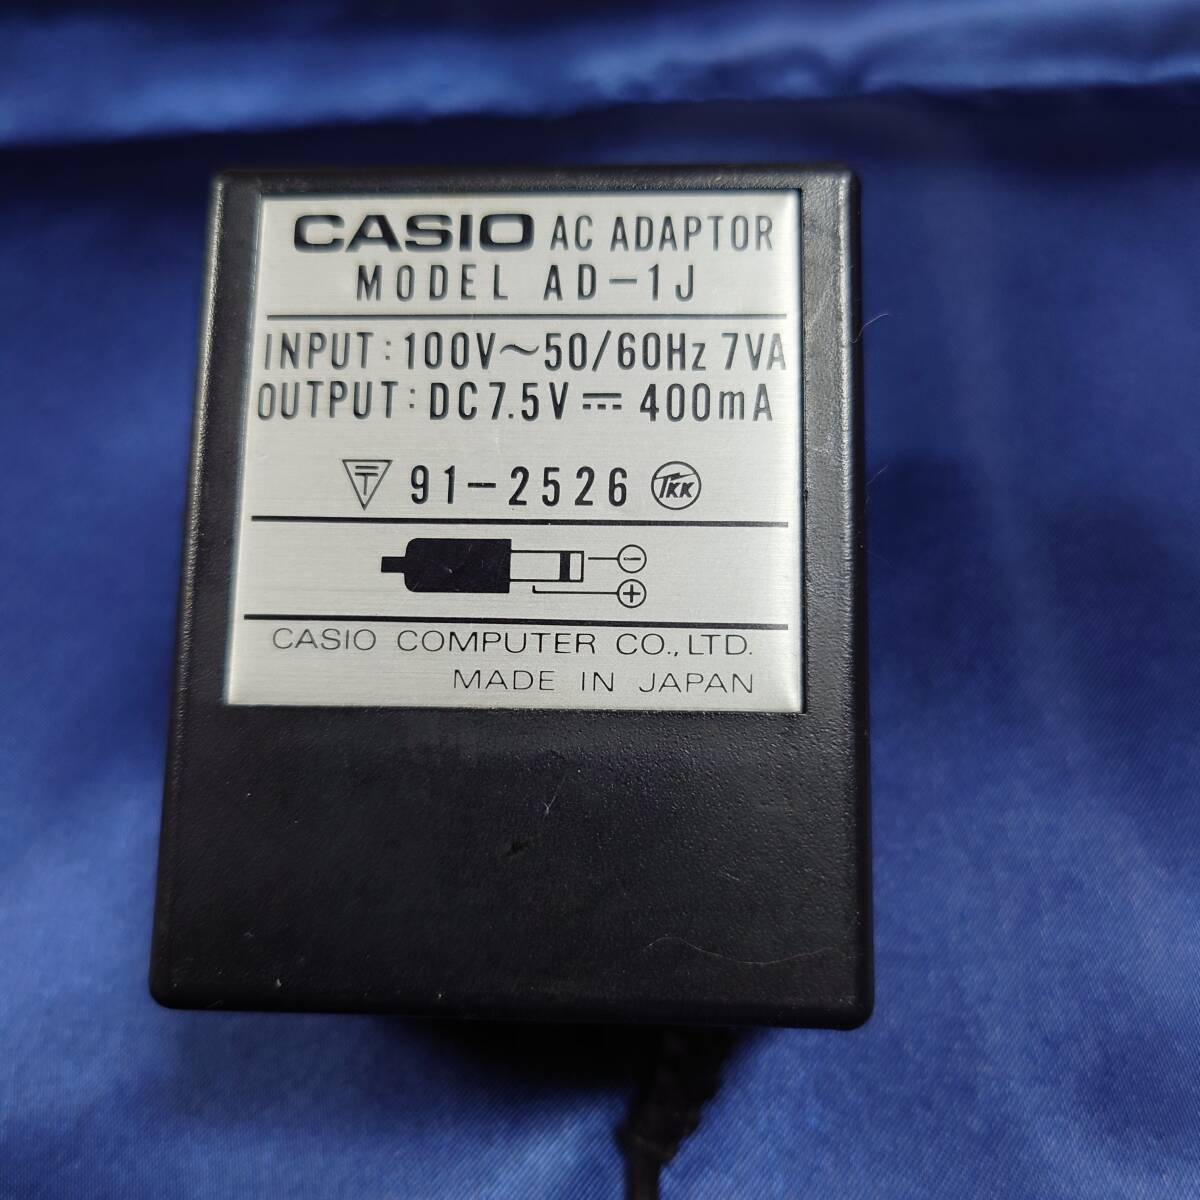 CASIO AC ADAPTOR
MODEL AD-1J
INPUT: 100V～50/60Hz 7VA
OUTPUT: DC7.5V ⎓ 400mA
〒 91-2526 TKK
⊖
⊕
CASIO COMPUTER CO., LTD.
MADE IN JAPAN